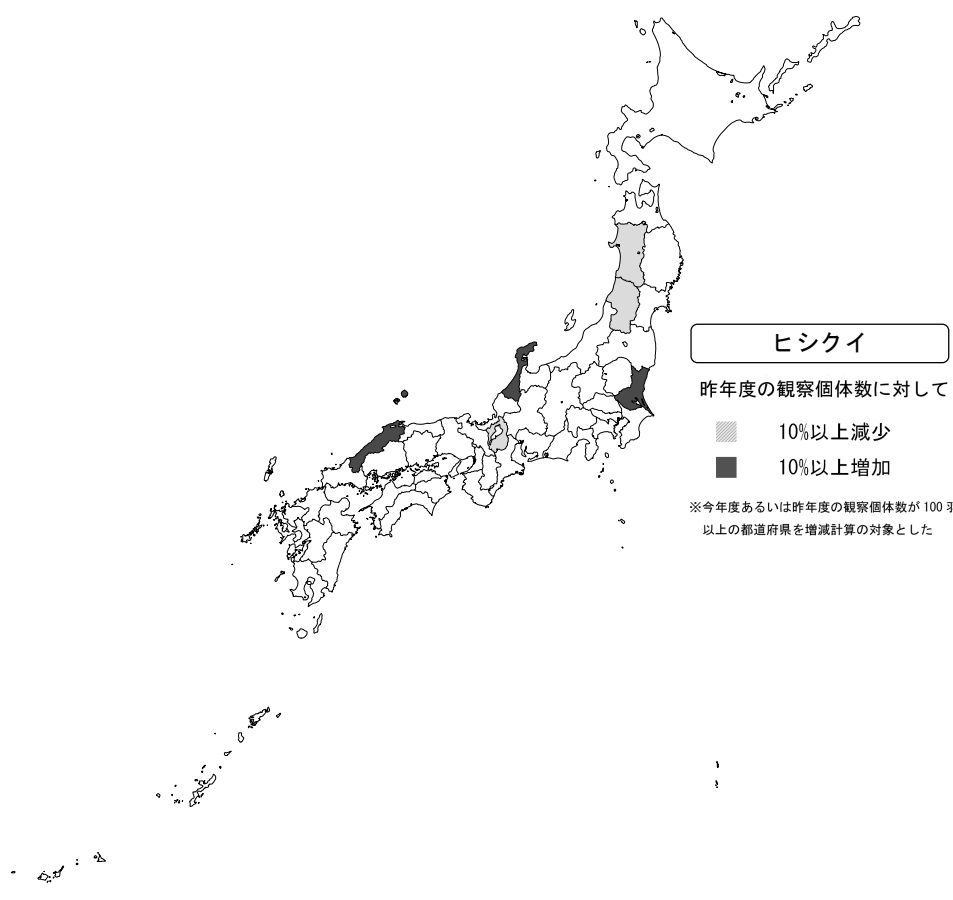 ヒシクイ
昨年度の観察個体数に対して
10%以上減少
10%以上増加
※今年度あるいは昨年度の観察個体数が100
以上の都道府県を増減計算の対象とした